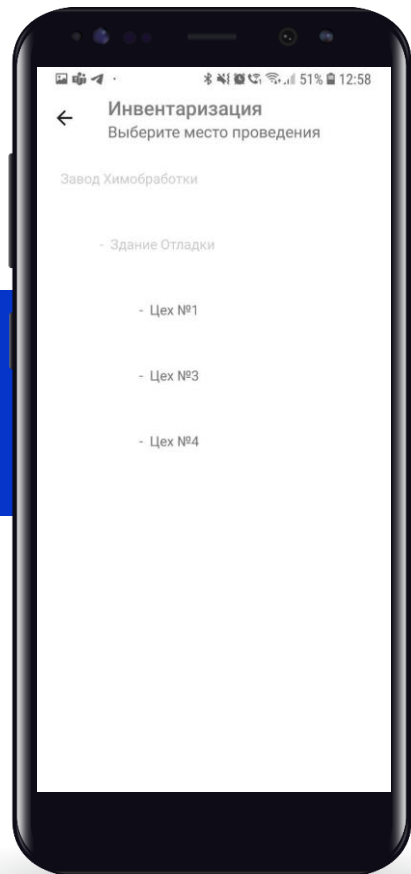 51% 12:58
Инвентаризация
Выберите место проведения
Завод Химобработки
- Здание Отладки
- Цех №1
- Цех №3
- Цех №4